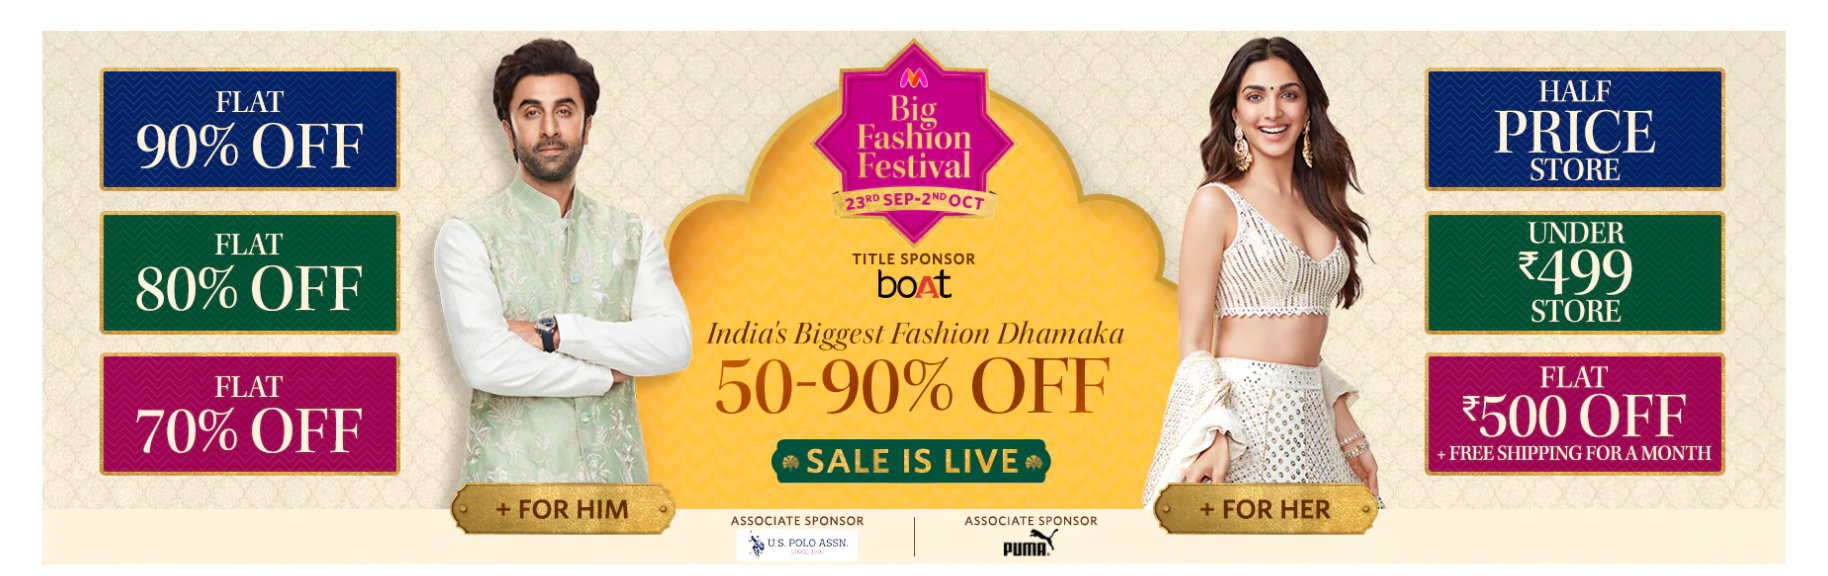 FLAT
90% OFF
FLAT
80% OFF
FLAT
70% OFF
+ FOR HIM
Big
Fashion
Festival
23RD SEP-2ND OCT
TITLE SPONSOR
boAt
India's Biggest Fashion Dhamaka
50-90% OFF
SALE IS LIVE
ASSOCIATE SPONSOR
U.S. POLO ASSN.
SINCE 1890
ASSOCIATE SPONSOR
PUMA
+ FOR HER
HALF
PRICE
STORE
UNDER
₹499
STORE
FLAT
₹500 OFF
+ FREE SHIPPING FOR A MONTH